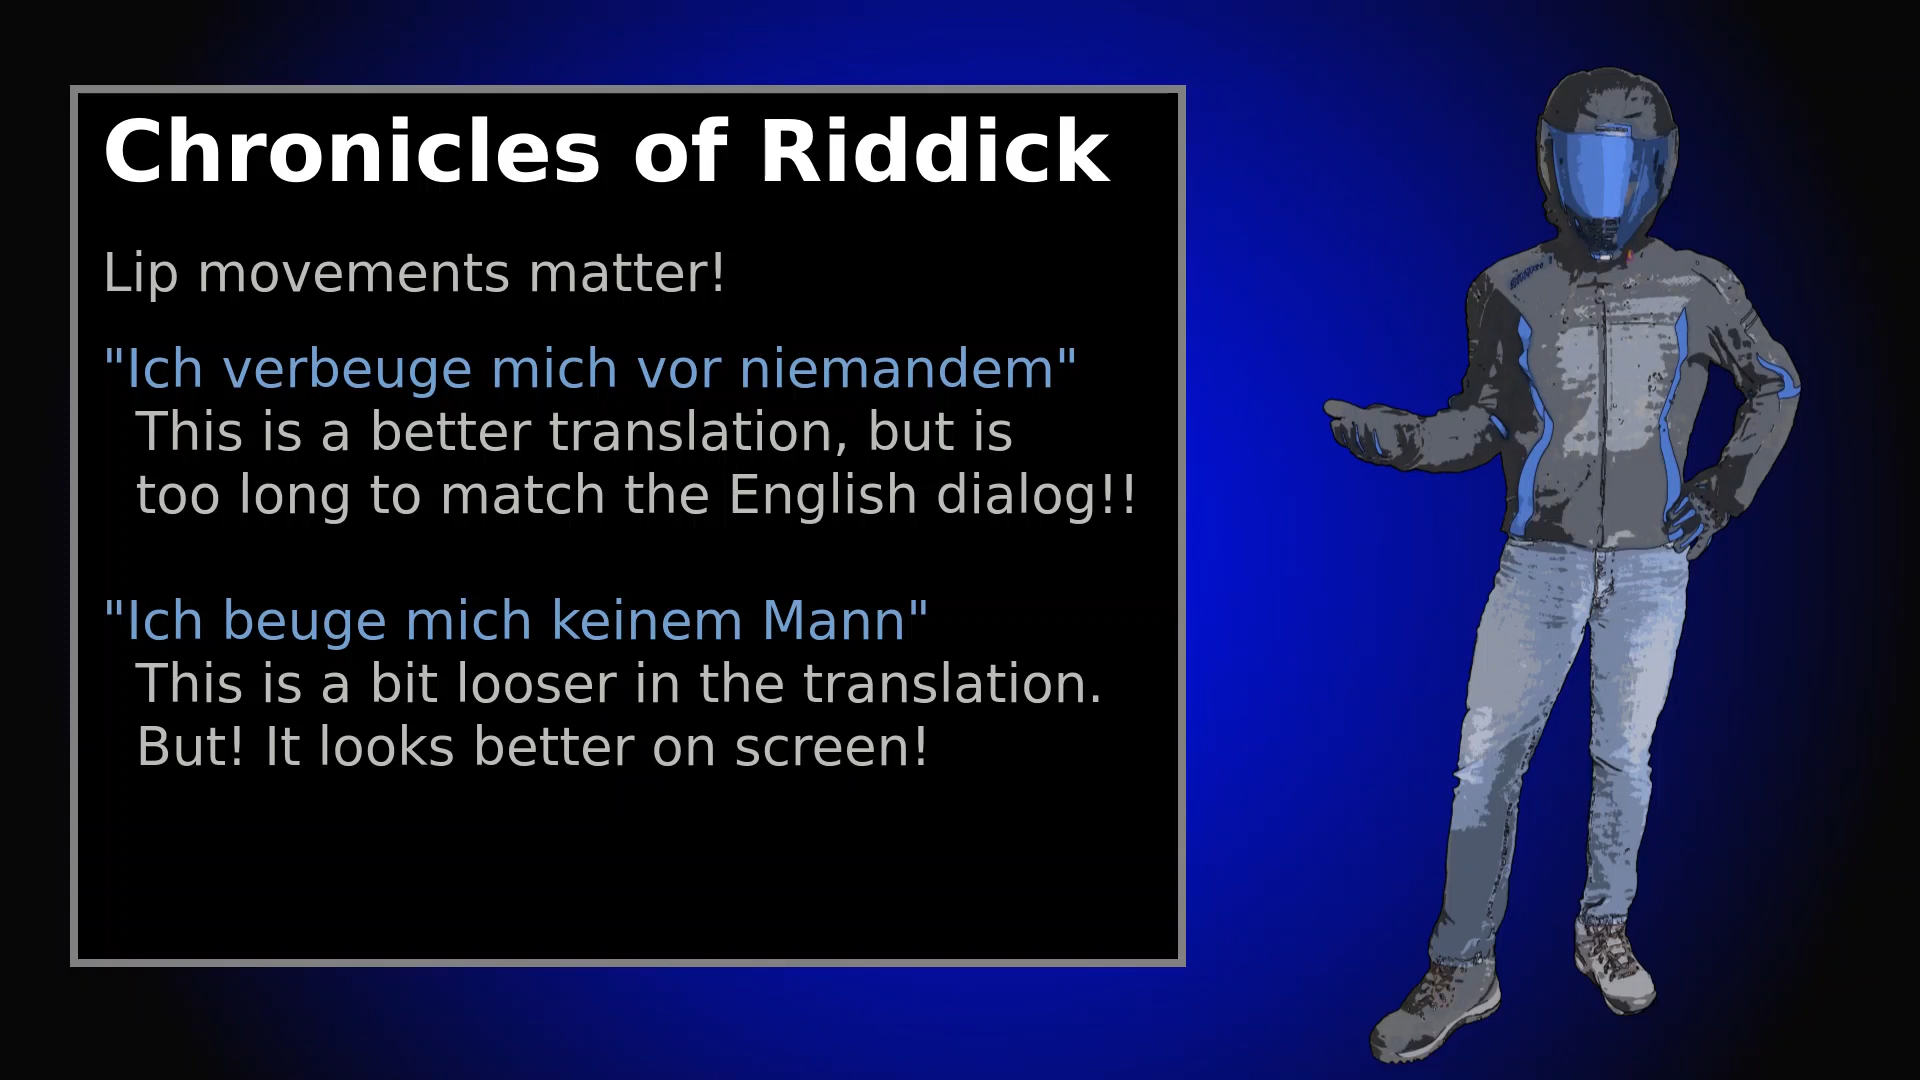 Chronicles of Riddick
Lip movements matter!
"Ich verbeuge mich vor niemandem"
This is a better translation, but is
too long to match the English dialog!!
"Ich beuge mich keinem Mann"
This is a bit looser in the translation.
But! It looks better on screen!